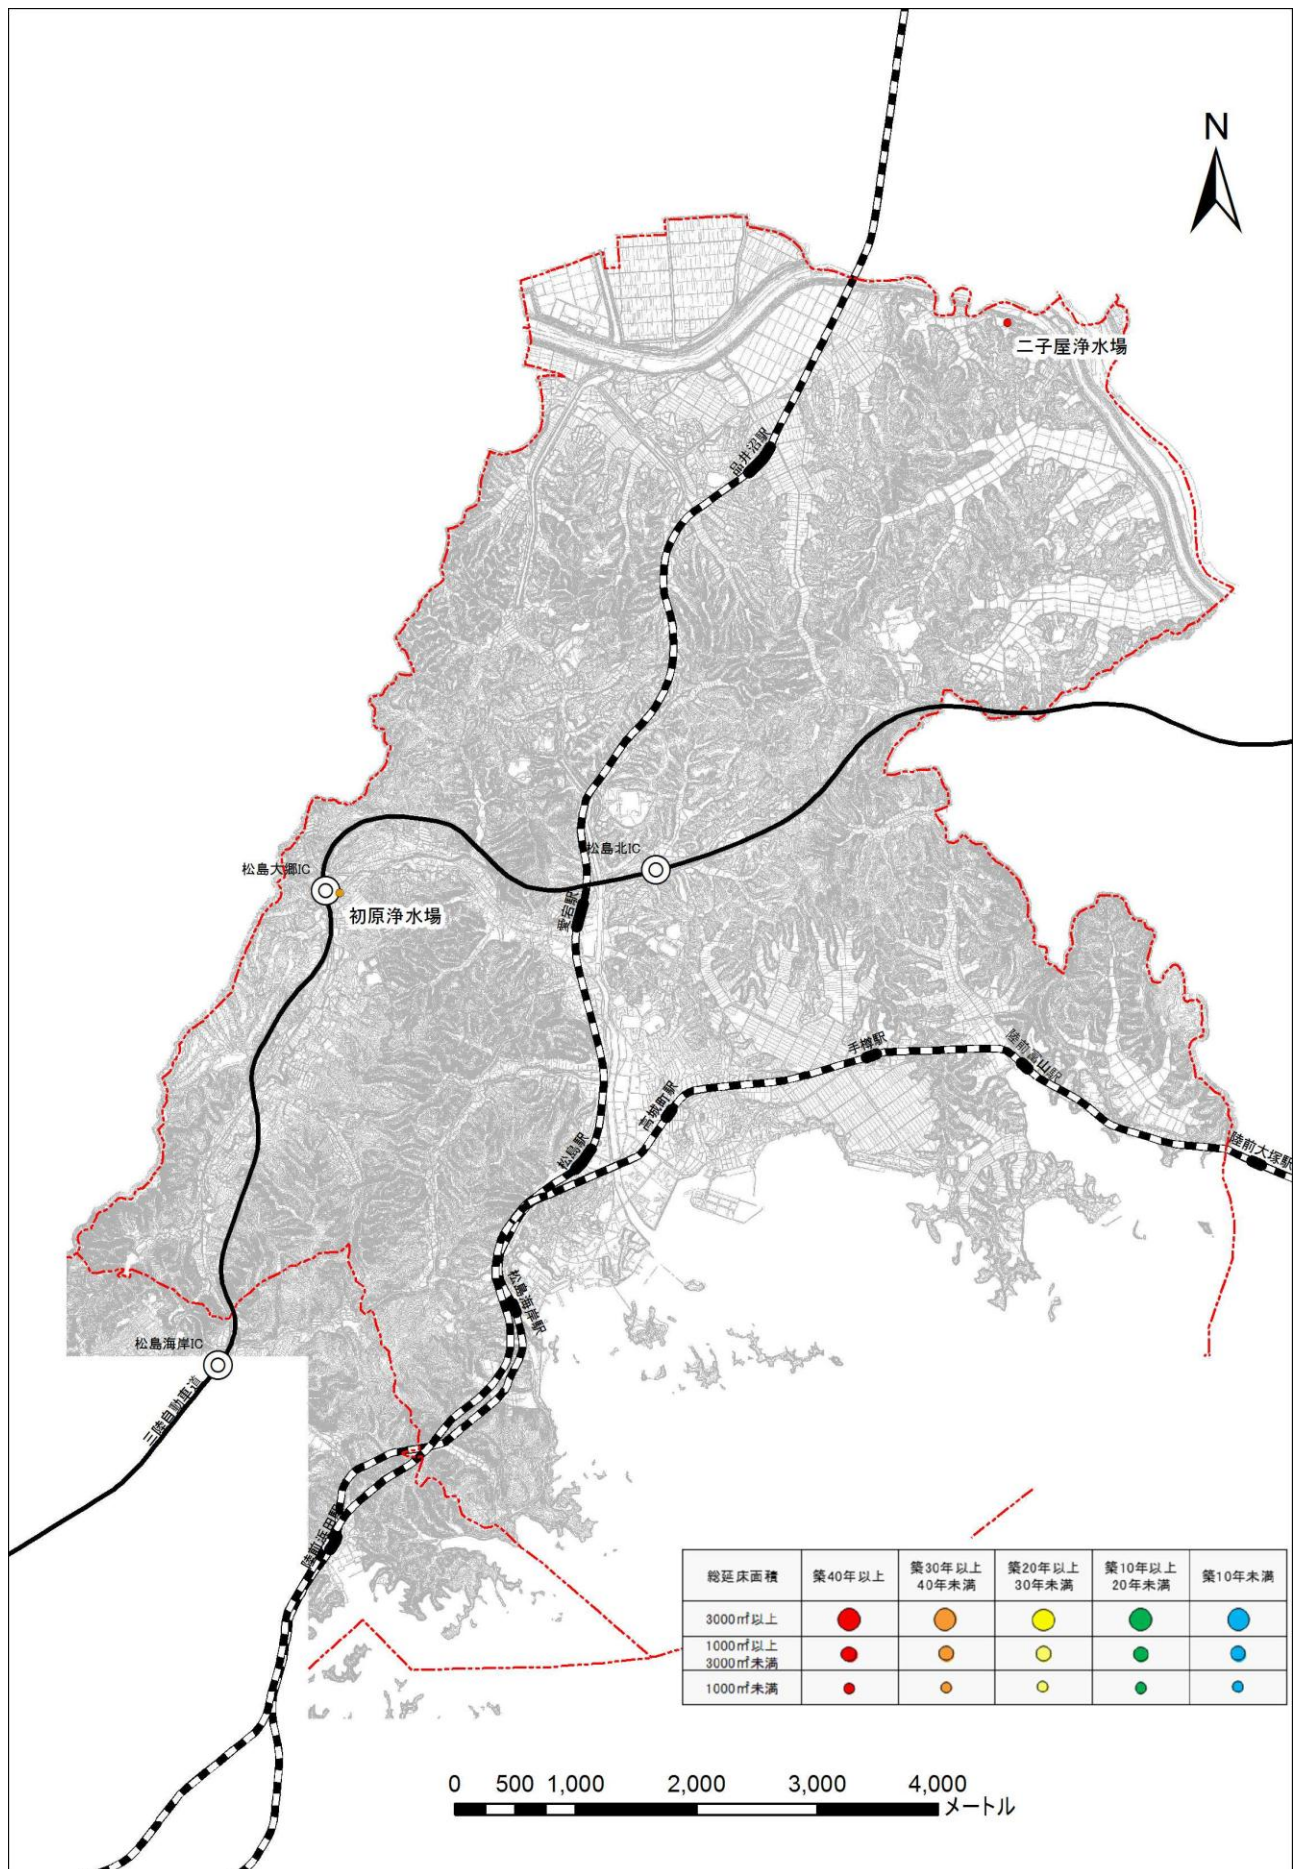 N
二子屋浄水場
品井沼駅
松島北IC
松島大郷IC
初原浄水場
愛宕駅
手樽駅
陸前富山駅
高城町駅
松島駅
陸前大塚駅
松島海岸駅
松島海岸IC
三陸自動車道
陸前浜田駅
総延床面積 築40年以上 築30年以上 40年未満 築20年以上 30年未満 築10年以上 20年未満 築10年未満
3000㎡以上
1000㎡以上
3000㎡未満
1000㎡未満
0 500 1,000 2,000 3,000 4,000
メートル